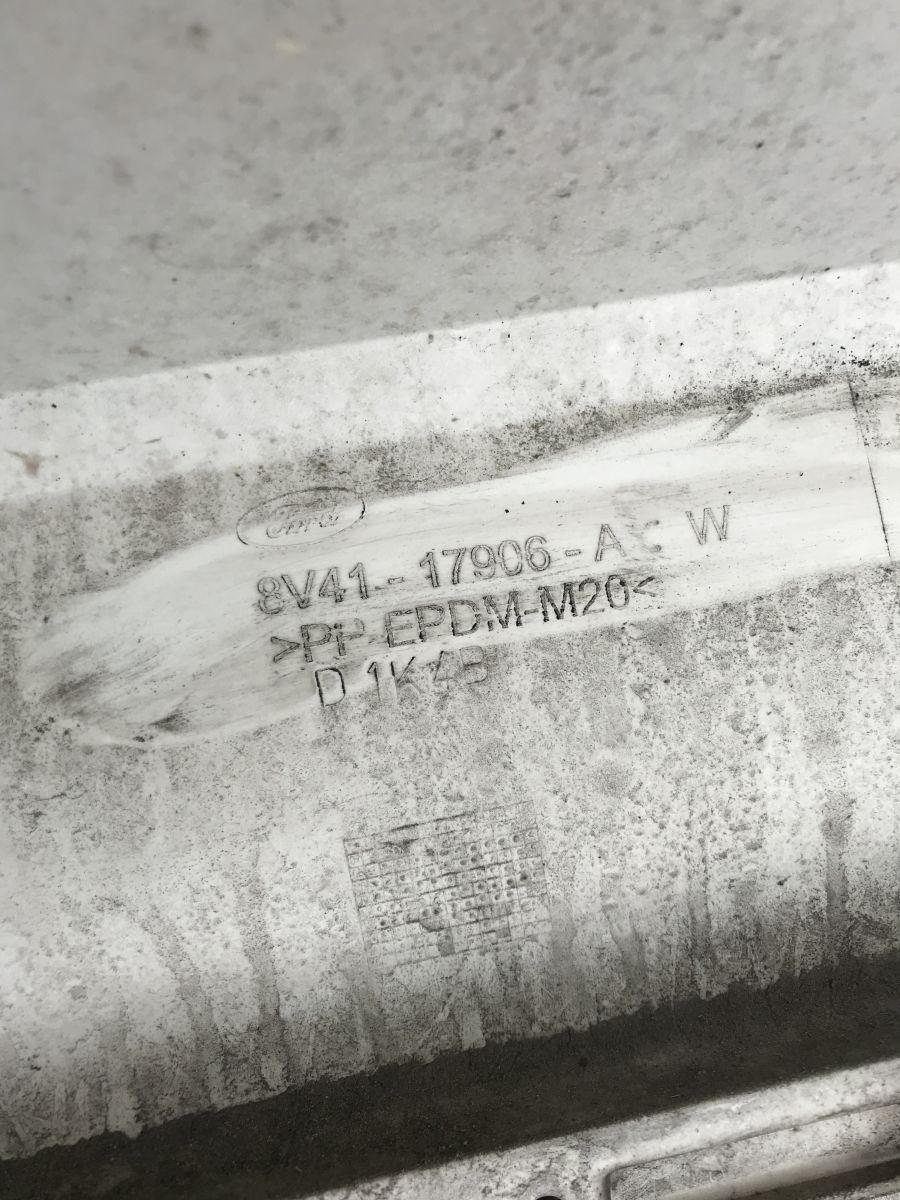 Ford
8V41-17906-A W
>PP-EPDM-M20<
D 1K4B